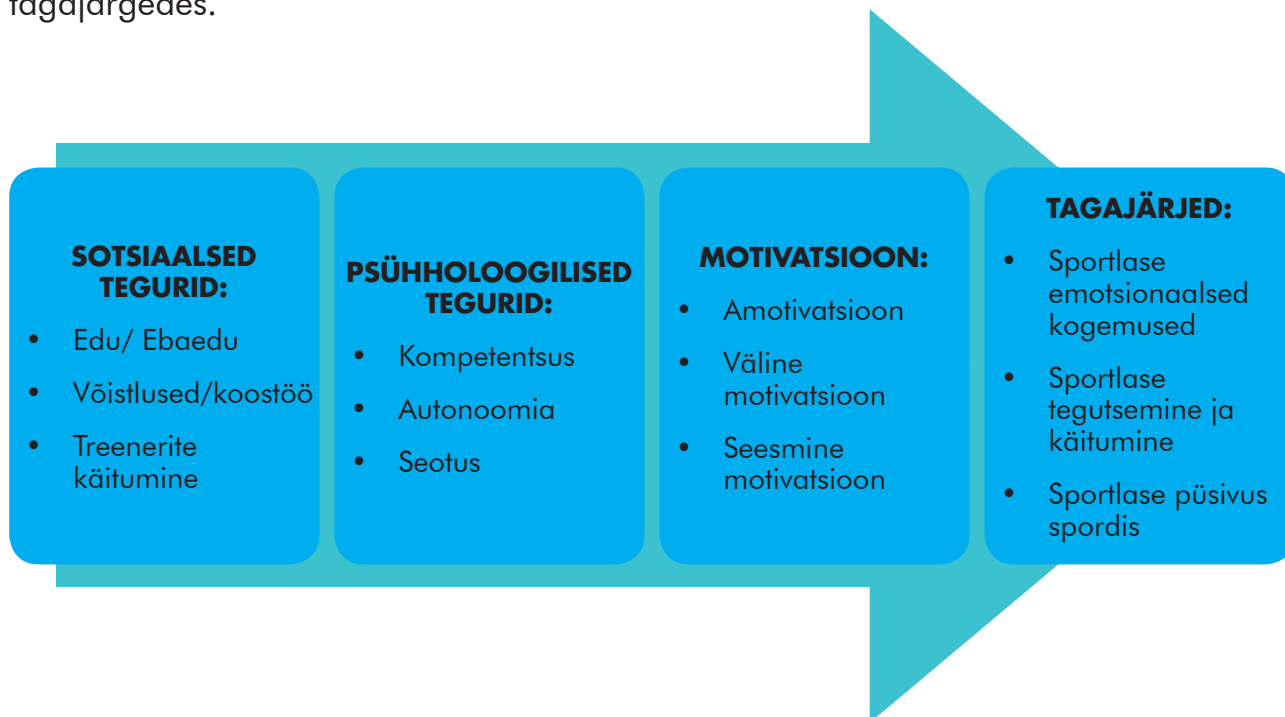 tagajärgedes.
SOTSIAALSED
TEGURID:
• Edu/ Ebaedu
• Võistlused/koostöö
• Treenerite
käitumine
PSÜHHOLOOGILISED
TEGURID:
• Kompetentsus
• Autonoomia
• Seotus
MOTIVATSIOON:
• Amotivatsioon
• Väline
motivatsioon
• Seesmine
motivatsioon
TAGAJÄRJED:
• Sportlase
emotsionaalsed
kogemused
• Sportlase
tegutsemine ja
käitumine
• Sportlase püsivus
spordis